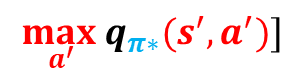 max q_π*(s′, a′)]
a′